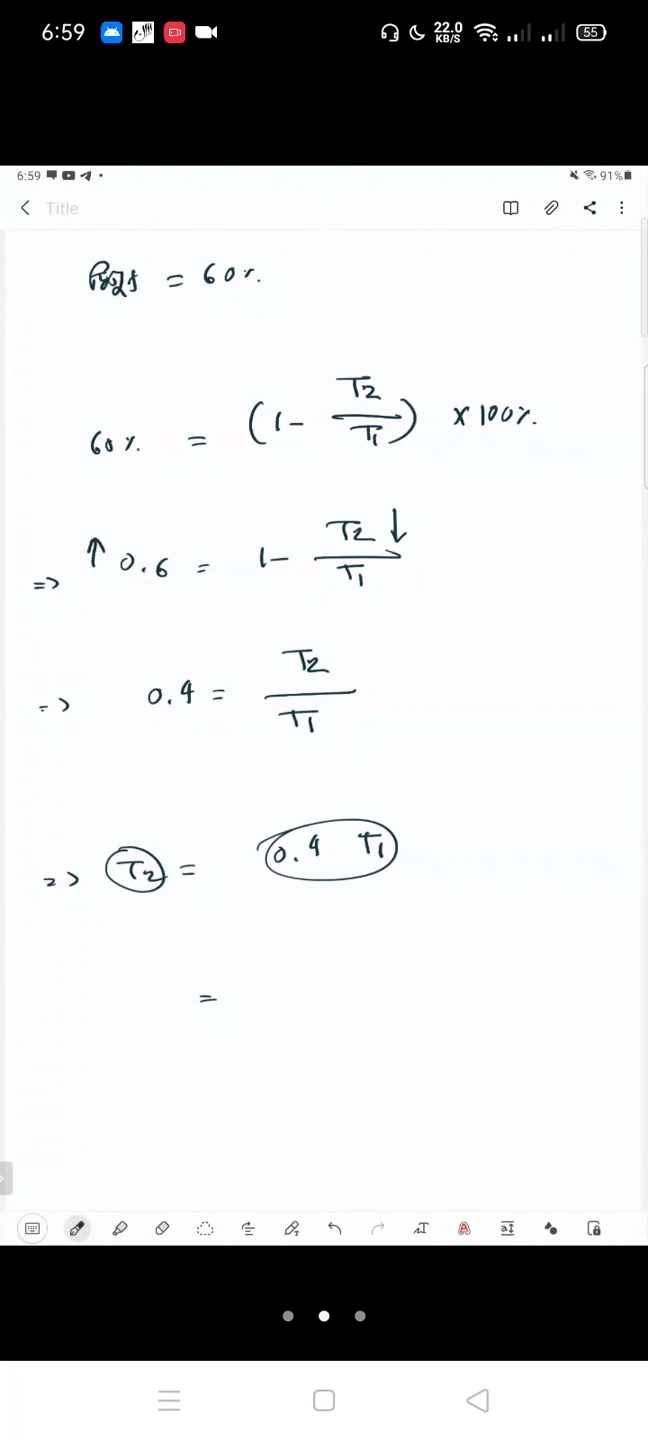 6:59 22.0 KB/S 55
6:59 91%
Title
= 60%.
60%. = (1 - T2/T1) × 100%.
=> ↑ 0.6 = 1 - T2↓/T1
=> 0.4 = T2/T1
=> T2 = 0.4 T1
=